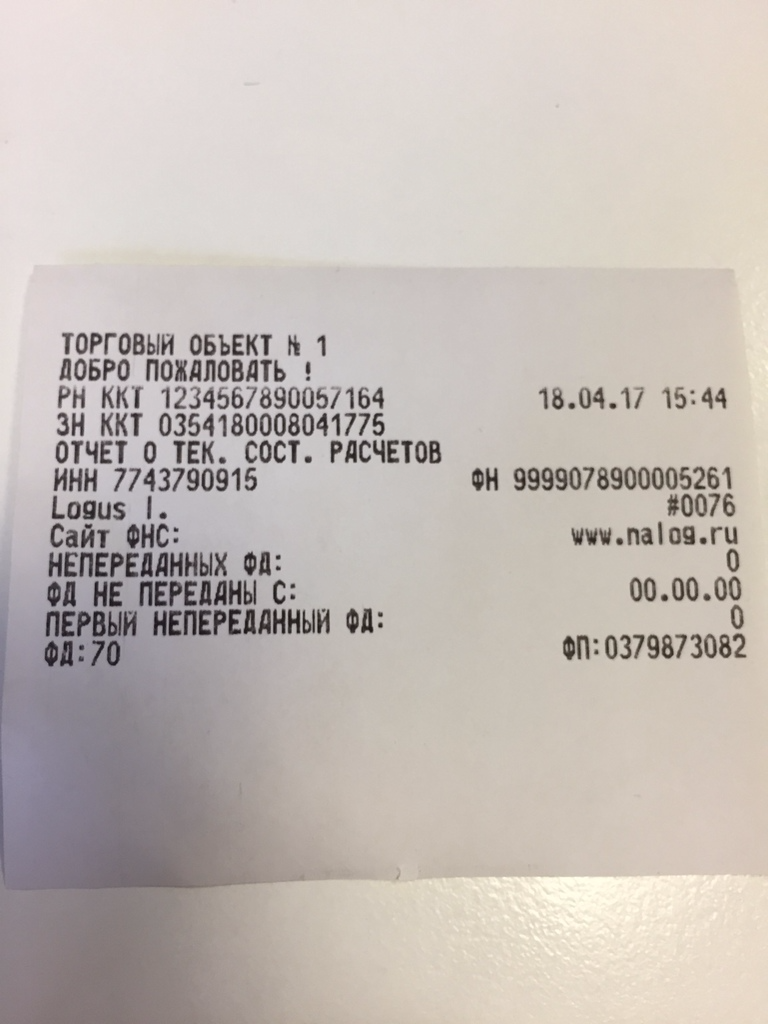 ТОРГОВЫЙ ОБЪЕКТ № 1
ДОБРО ПОЖАЛОВАТЬ !
РН ККТ 1234567890057164 18.04.17 15:44
ЗН ККТ 0354180008041775
ОТЧЕТ О ТЕК. СОСТ. РАСЧЕТОВ
ИНН 7743790915 ФН 9999078900005261
Logus I. #0076
Сайт ФНС: www.nalog.ru
НЕПЕРЕДАННЫХ ФД: 0
ФД НЕ ПЕРЕДАНЫ С: 00.00.00
ПЕРВЫЙ НЕПЕРЕДАННЫЙ ФД: 0
ФД:70 ФП:0379873082